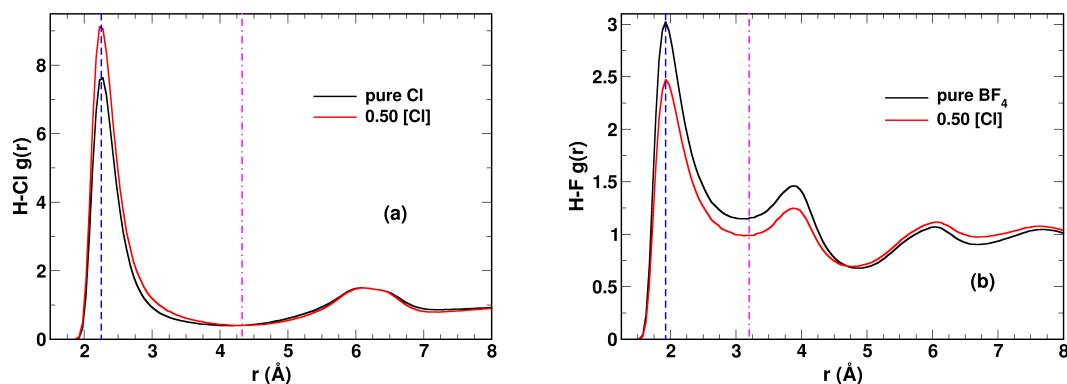 H-Cl g(r)
8
6
4
2
0
pure Cl
0.50 [Cl]
(a)
2 3 4 5 6 7 8
r (Å)
H-F g(r)
3
2.5
2
1.5
1
0.5
0
pure BF₄
0.50 [Cl]
(b)
2 3 4 5 6 7 8
r (Å)